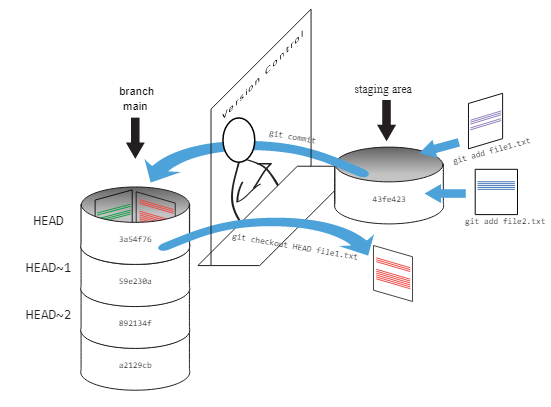 Version Control
branch
main
staging area
git commit
git add file1.txt
43fe423
git add file2.txt
HEAD
3a54f76
git checkout HEAD file1.txt
HEAD~1
59e230a
HEAD~2
892134f
a2129cb